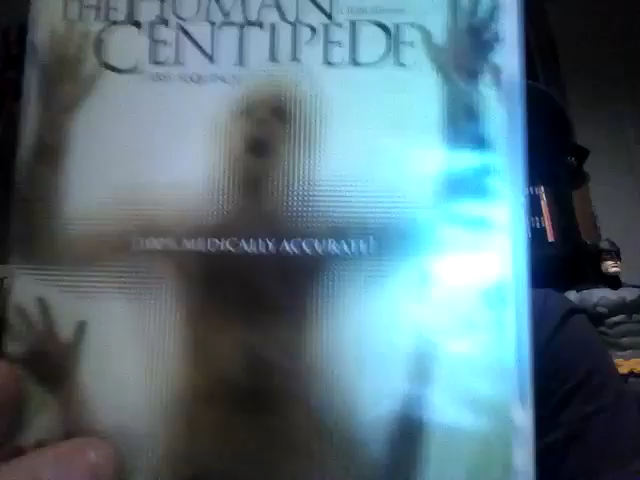 THE HUMAN
CENTIPEDE
"100% MEDICALLY ACCURATE"